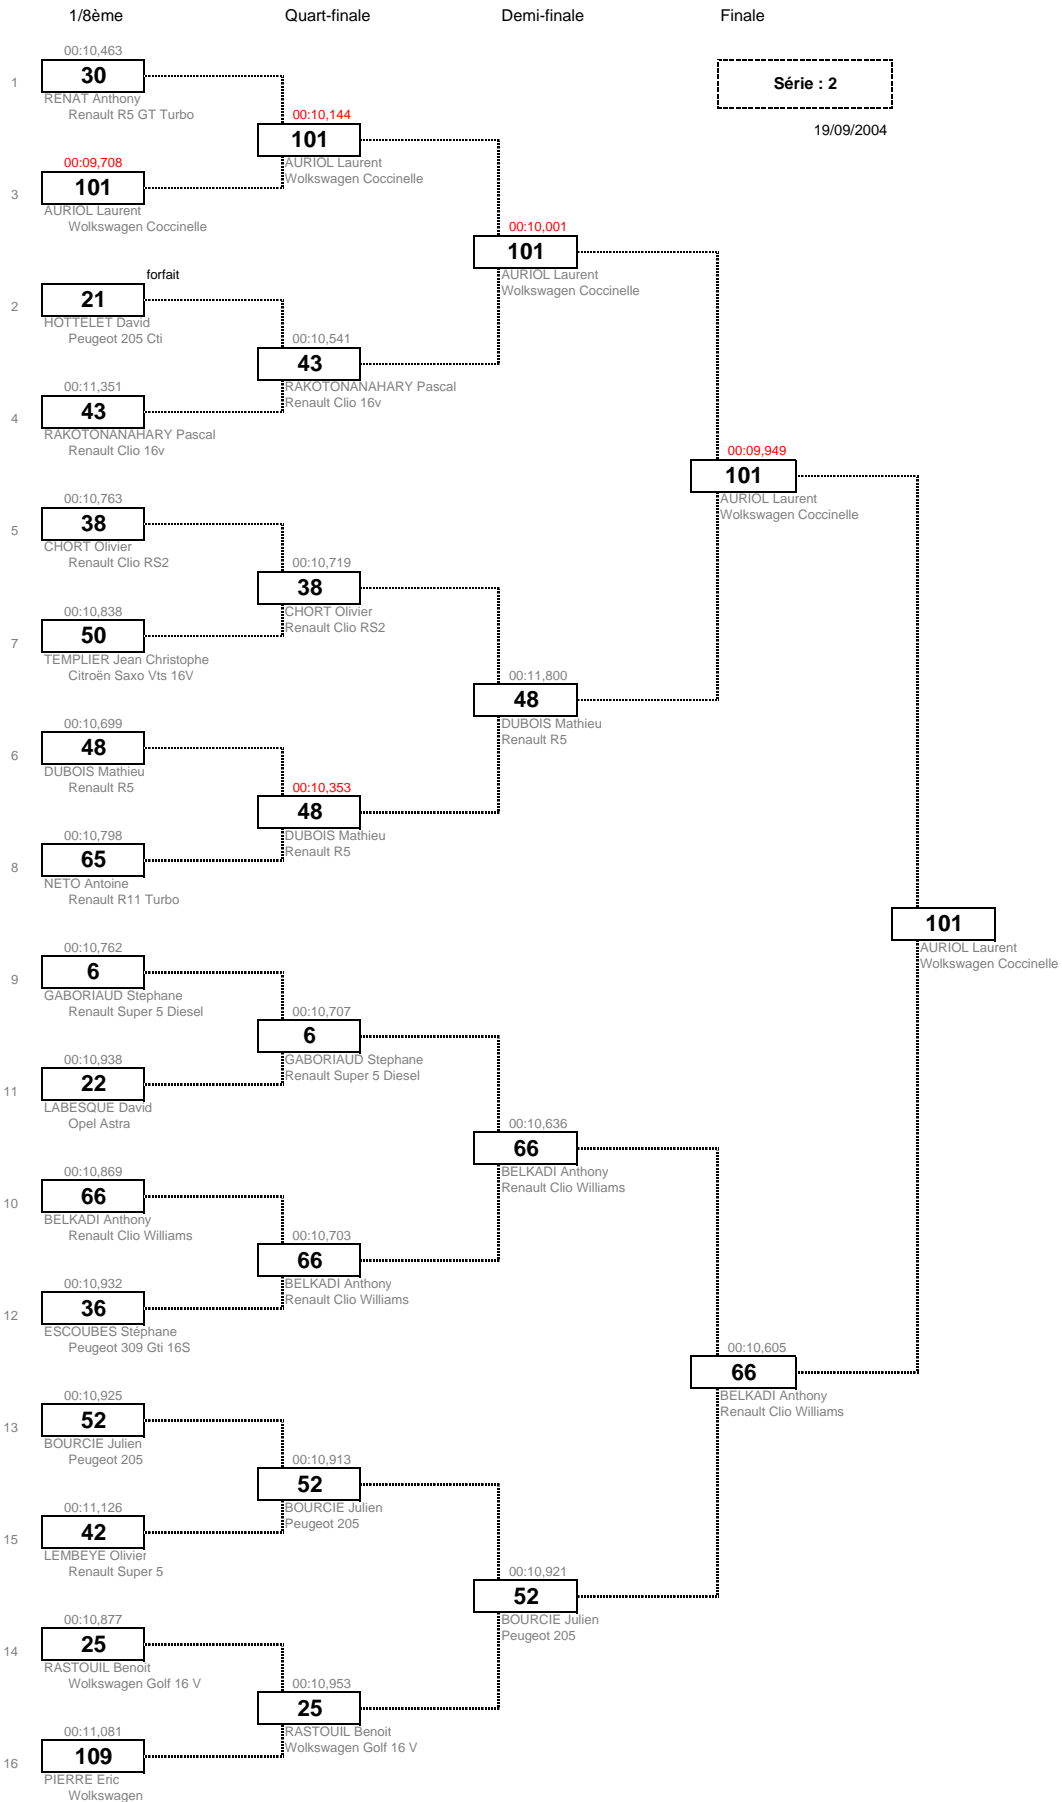 1/8ème
Quart-finale
Demi-finale
Finale
Série : 2
19/09/2004
00:10,463
1
30
RENAT Anthony
Renault R5 GT Turbo
00:10,144
101
AURIOL Laurent
Wolkswagen Coccinelle
00:09,708
3
101
AURIOL Laurent
Wolkswagen Coccinelle
00:10,001
101
AURIOL Laurent
Wolkswagen Coccinelle
forfait
2
21
HOTTELET David
Peugeot 205 Cti
00:10,541
43
RAKOTONANAHARY Pascal
Renault Clio 16v
00:11,351
4
43
RAKOTONANAHARY Pascal
Renault Clio 16v
00:09,949
101
AURIOL Laurent
Wolkswagen Coccinelle
00:10,763
5
38
CHORT Olivier
Renault Clio RS2
00:10,719
38
CHORT Olivier
Renault Clio RS2
00:10,838
7
50
TEMPLIER Jean Christophe
Citroën Saxo Vts 16V
00:11,800
48
DUBOIS Mathieu
Renault R5
00:10,699
6
48
DUBOIS Mathieu
Renault R5
00:10,353
48
DUBOIS Mathieu
Renault R5
00:10,798
8
65
NETO Antoine
Renault R11 Turbo
101
AURIOL Laurent
Wolkswagen Coccinelle
00:10,762
9
6
GABORIAUD Stephane
Renault Super 5 Diesel
00:10,707
6
GABORIAUD Stephane
Renault Super 5 Diesel
00:10,938
11
22
LABESQUE David
Opel Astra
00:10,636
66
BELKADI Anthony
Renault Clio Williams
00:10,869
10
66
BELKADI Anthony
Renault Clio Williams
00:10,703
66
BELKADI Anthony
Renault Clio Williams
00:10,932
12
36
ESCOUBES Stéphane
Peugeot 309 Gti 16S
00:10,605
66
BELKADI Anthony
Renault Clio Williams
00:10,925
13
52
BOURCIE Julien
Peugeot 205
00:10,913
52
BOURCIE Julien
Peugeot 205
00:11,126
15
42
LEMBEYE Olivier
Renault Super 5
00:10,921
52
BOURCIE Julien
Peugeot 205
00:10,877
14
25
RASTOUIL Benoit
Wolkswagen Golf 16 V
00:10,953
25
RASTOUIL Benoit
Wolkswagen Golf 16 V
00:11,081
16
109
PIERRE Eric
Wolkswagen